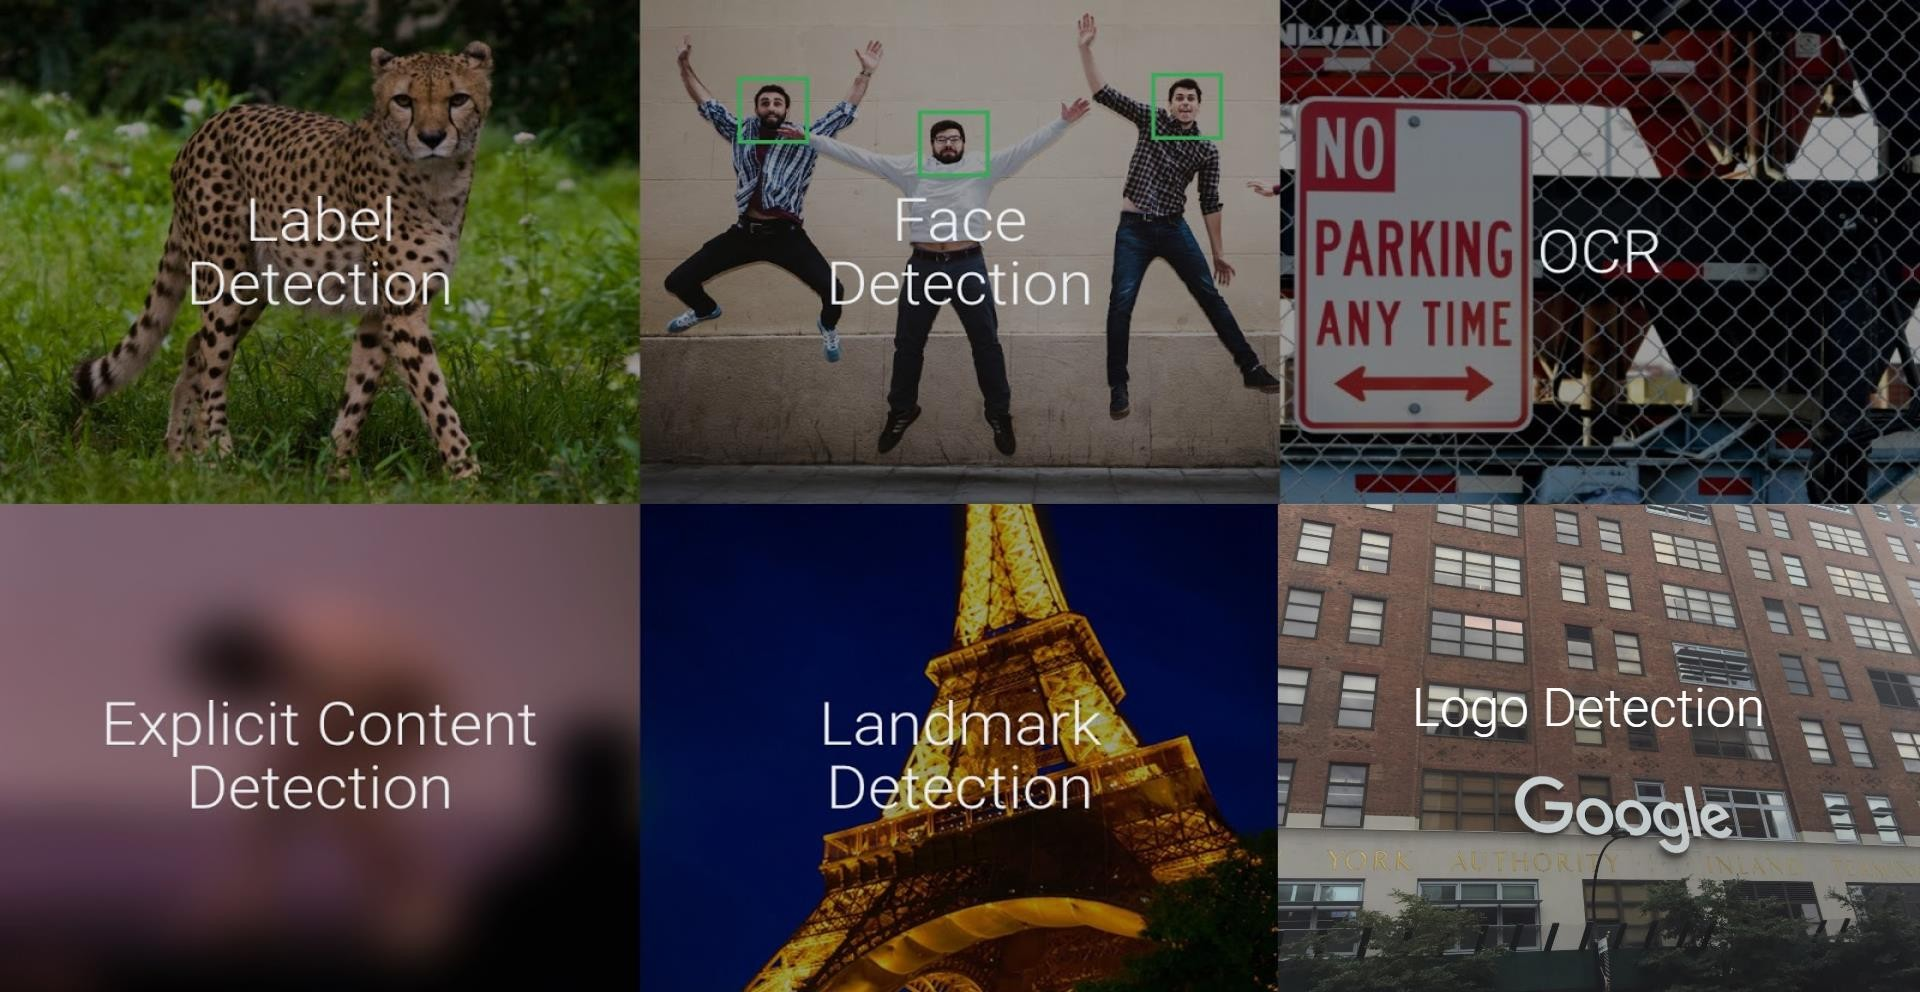 Label
Detection
Face
Detection
NO
PARKING
ANY TIME
OCR
Explicit Content
Detection
Landmark
Detection
Logo Detection
Google
YORK AUTHORITY INLAND